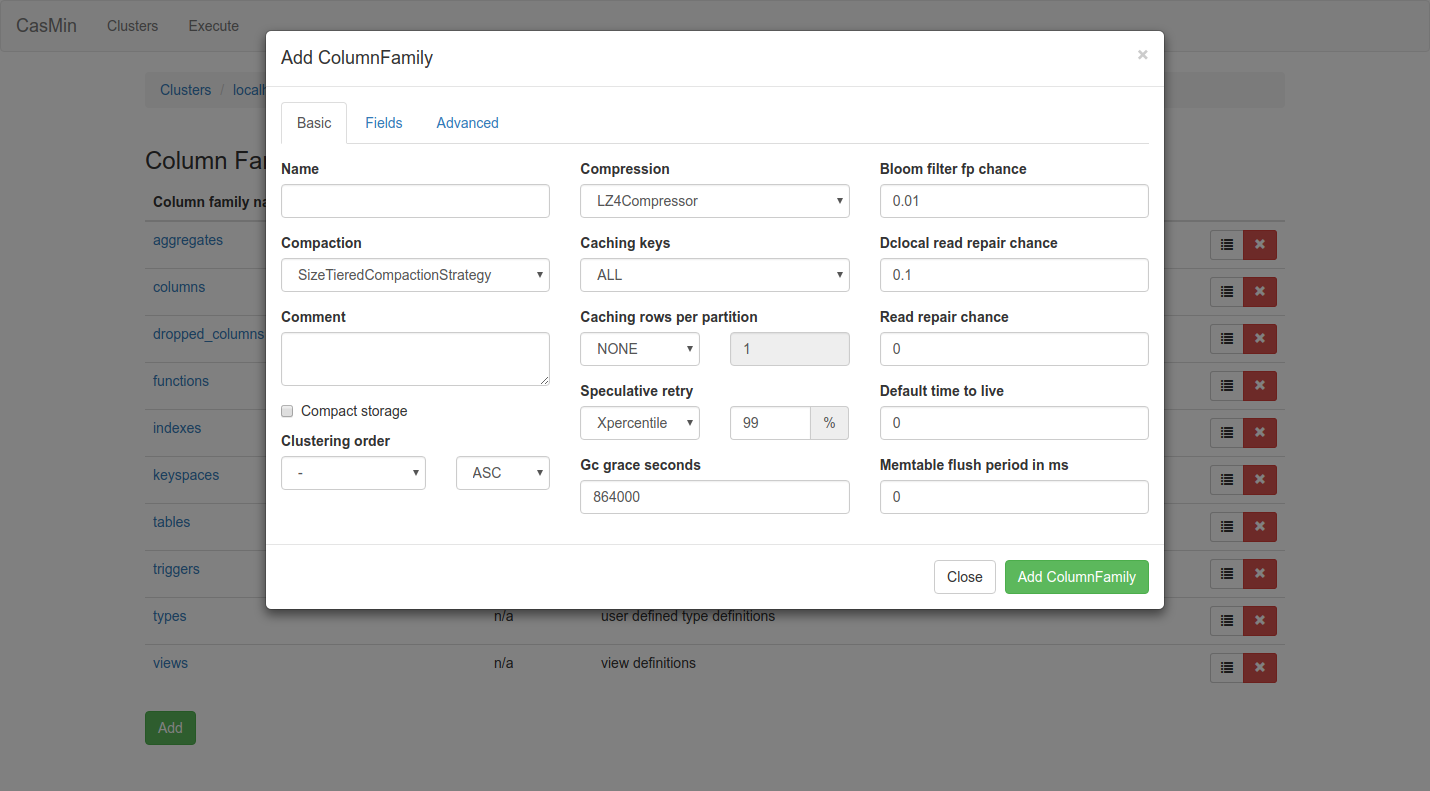 CasMin Clusters Execute
Add ColumnFamily ×
Clusters / localh
Basic Fields Advanced
Column Fa
Column family na
Name Compression Bloom filter fp chance
LZ4Compressor 0.01
Compaction Caching keys Dclocal read repair chance
SizeTieredCompactionStrategy ALL 0.1
Comment Caching rows per partition Read repair chance
NONE 1 0
Compact storage
Speculative retry Default time to live
Xpercentile 99 % 0
Clustering order Gc grace seconds Memtable flush period in ms
- ASC 864000 0
Close Add ColumnFamily
aggregates
columns
dropped_columns
functions
indexes
keyspaces
tables
triggers
types n/a user defined type definitions
views n/a view definitions
Add